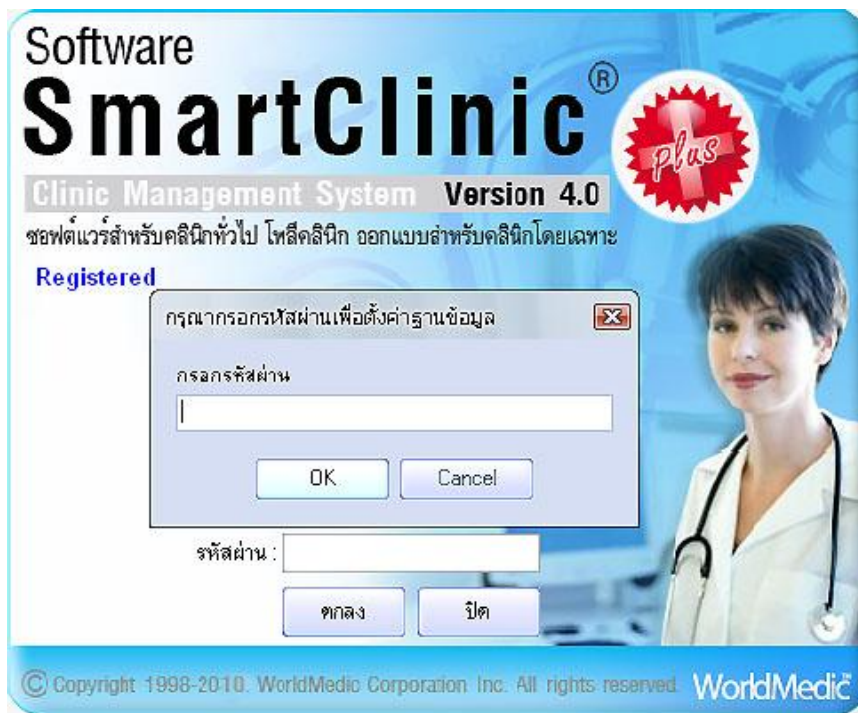 Software
SmartClinic®
plus
Clinic Management System Version 4.0
ซอฟต์แวร์สำหรับคลินิกทั่วไป โพลีคลินิก ออกแบบสำหรับคลินิกโดยเฉพาะ
Registered
กรุณากรอกรหัสผ่านเพื่อตั้งค่าฐานข้อมูล
กรอกรหัสผ่าน
OK Cancel
รหัสผ่าน :
ตกลง ปิด
© Copyright 1998-2010. WorldMedic Corporation Inc. All rights reserved. WorldMedic™